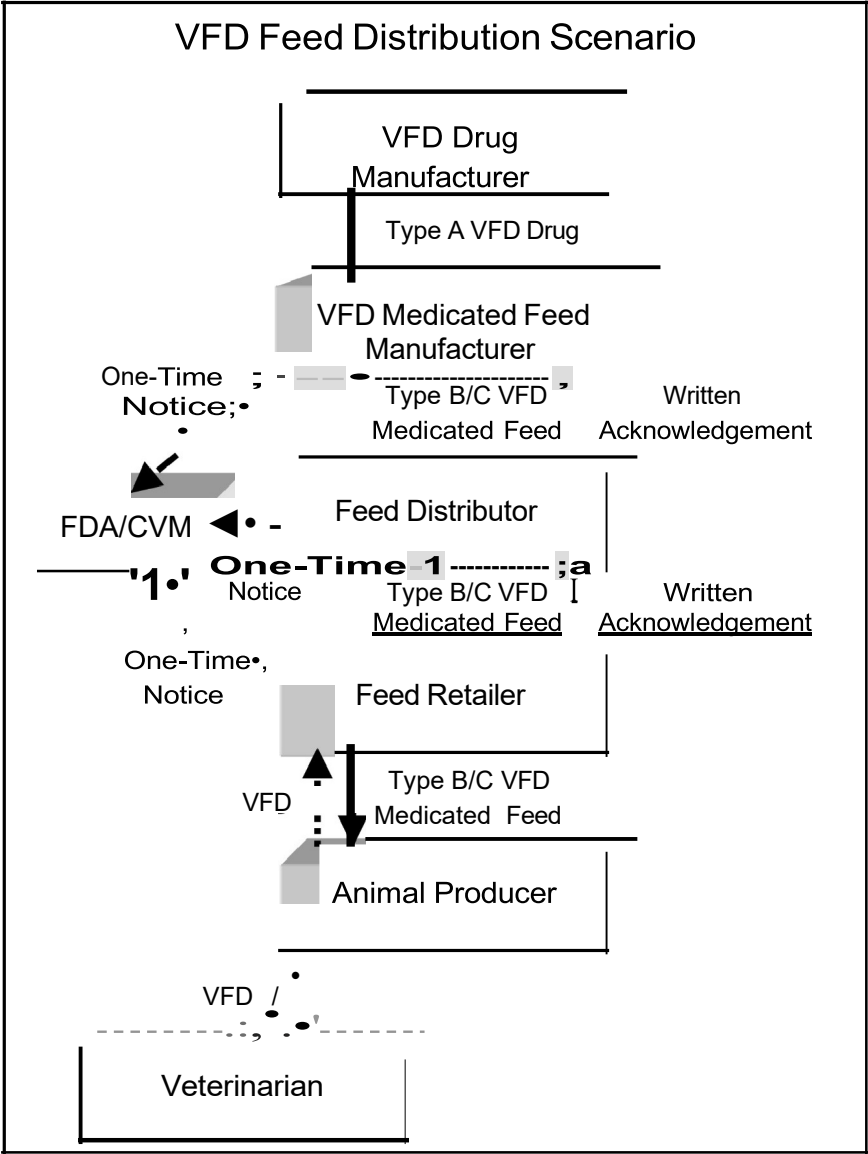 VFD Feed Distribution Scenario
VFD Drug
Manufacturer
Type A VFD Drug
VFD Medicated Feed
Manufacturer
One-Time
Notice;•
Type B/C VFD
Medicated Feed
Written
Acknowledgement
Feed Distributor
FDA/CVM
One-Time-1 ------------ ;a
'1•'
Notice
Type B/C VFD
Medicated Feed
Written
Acknowledgement
One-Time•,
Notice
Feed Retailer
VFD
Type B/C VFD
Medicated Feed
Animal Producer
VFD /
Veterinarian